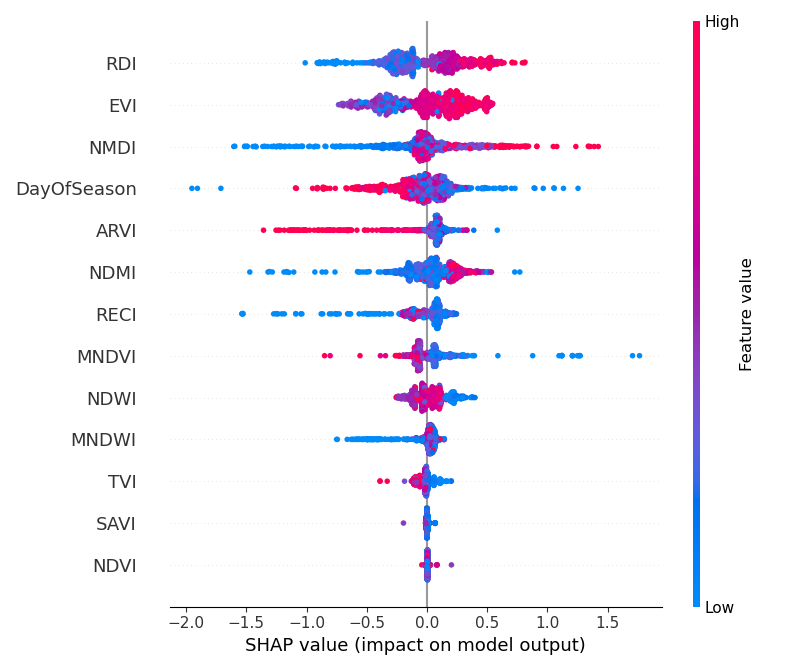 High
RDI
EVI
NMDI
DayOfSeason
ARVI
NDMI
RECI
MNDVI
NDWI
MNDWI
TVI
SAVI
NDVI
Feature value
Low
−2.0 −1.5 −1.0 −0.5 0.0 0.5 1.0 1.5
SHAP value (impact on model output)